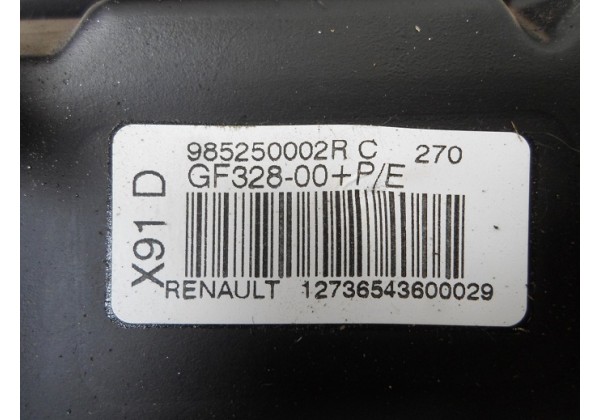 985250002R C 270
GF328-00+P/E
X91 D
RENAULT 12736543600029